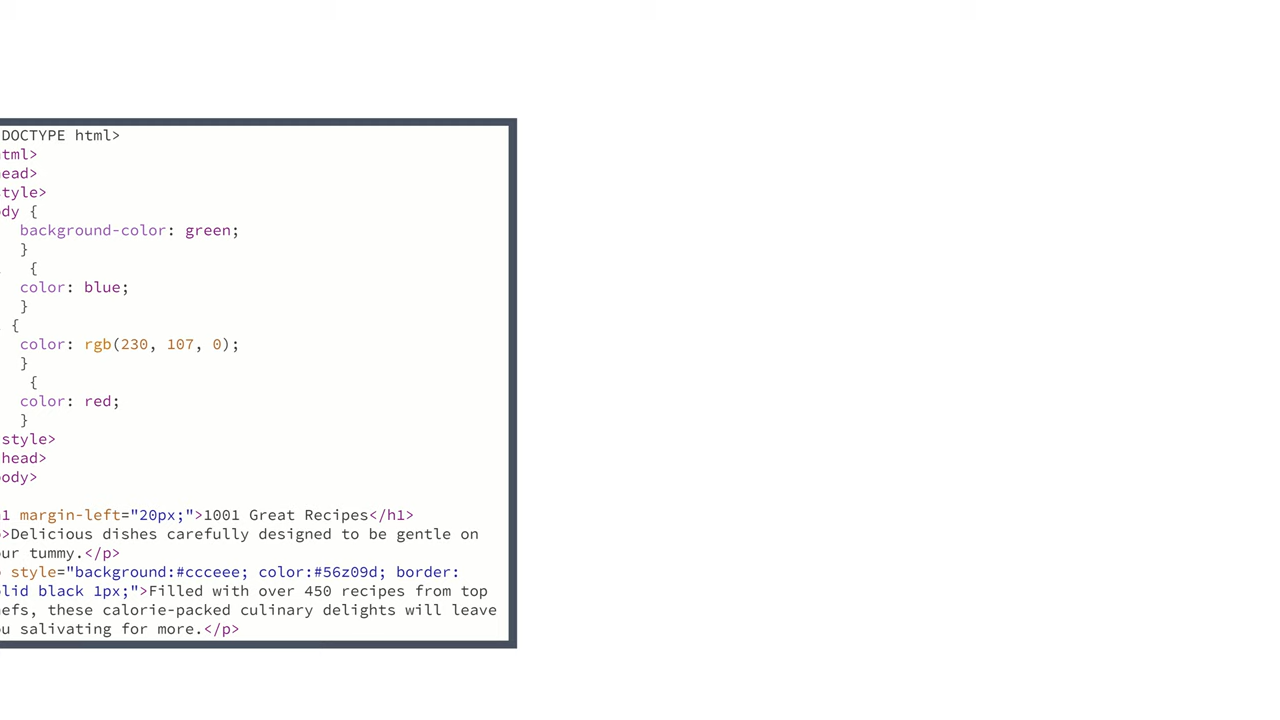 DOCTYPE html>
tml>
ead>
style>
ody {
background-color: green;
}
{
color: blue;
}
{
color: rgb(230, 107, 0);
}
{
color: red;
}
style>
head>
ody>
1 margin-left="20px;">1001 Great Recipes</h1>
>Delicious dishes carefully designed to be gentle on
ur tummy.</p>
style="background:#ccceee; color:#56z09d; border:
lid black 1px;">Filled with over 450 recipes from top
efs, these calorie-packed culinary delights will leave
u salivating for more.</p>